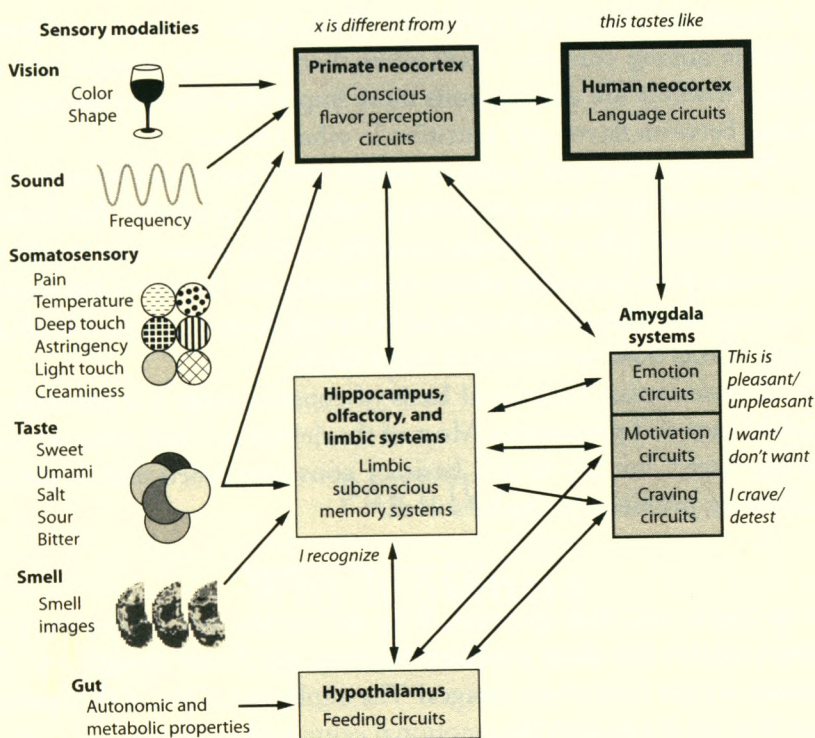 Sensory modalities
x is different from y
this tastes like
Vision
Color
Shape
Primate neocortex
Conscious
flavor perception
circuits
Human neocortex
Language circuits
Sound
Frequency
Somatosensory
Pain
Temperature
Deep touch
Astringency
Light touch
Creaminess
Amygdala
systems
Emotion
circuits
This is
pleasant/
unpleasant
Motivation
circuits
I want/
don't want
Craving
circuits
I crave/
detest
Hippocampus,
olfactory, and
limbic systems
Limbic
subconscious
memory systems
I recognize
Taste
Sweet
Umami
Salt
Sour
Bitter
Smell
Smell
images
Gut
Autonomic and
metabolic properties
Hypothalamus
Feeding circuits